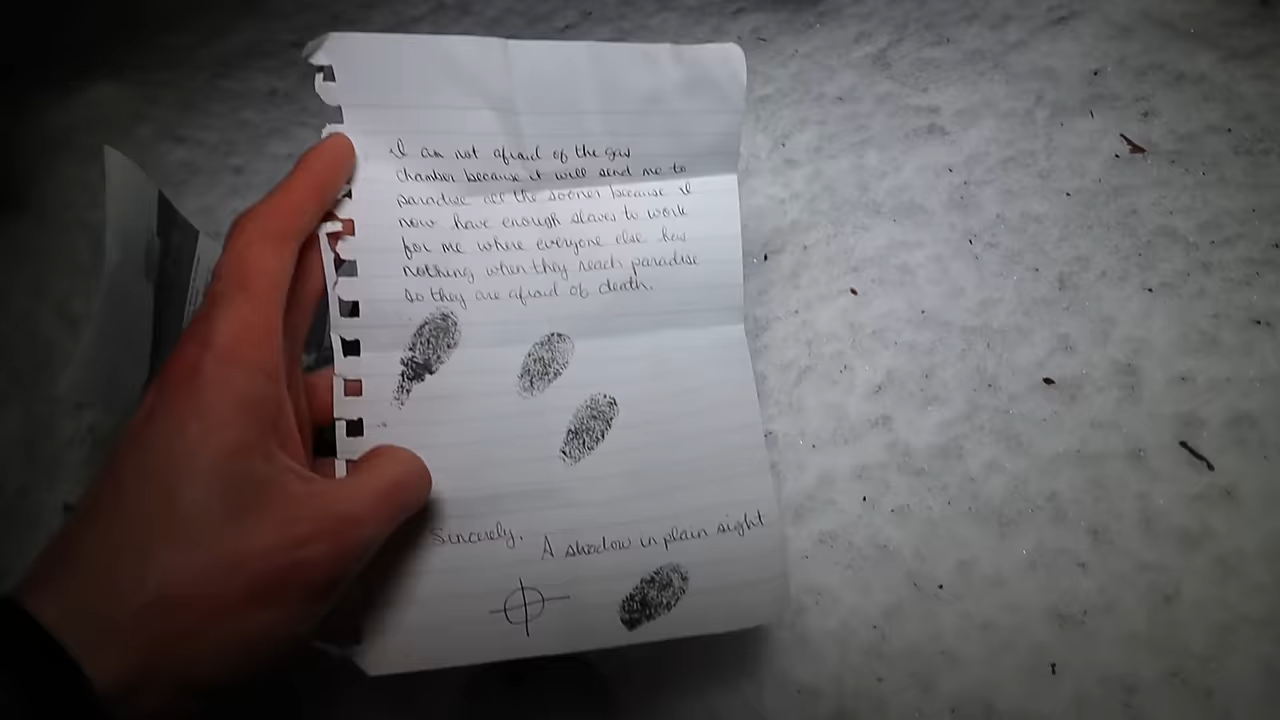 I am not afraid of the gas
chamber because it will send me to
paradise all the sooner because I
now have enough slaves to work
for me where everyone else has
nothing when they reach paradise
so they are afraid of death.
Sincerely,
A shadow in plain sight